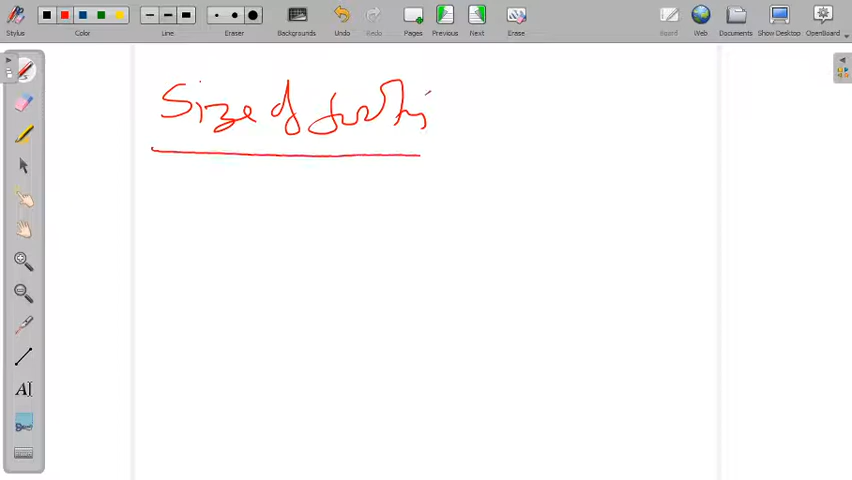 Stylus
Color
Line
Eraser
Backgrounds
Undo
Redo
Pages
Previous
Next
Erase
Board
Web
Documents
Show Desktop
OpenBoard
Size of